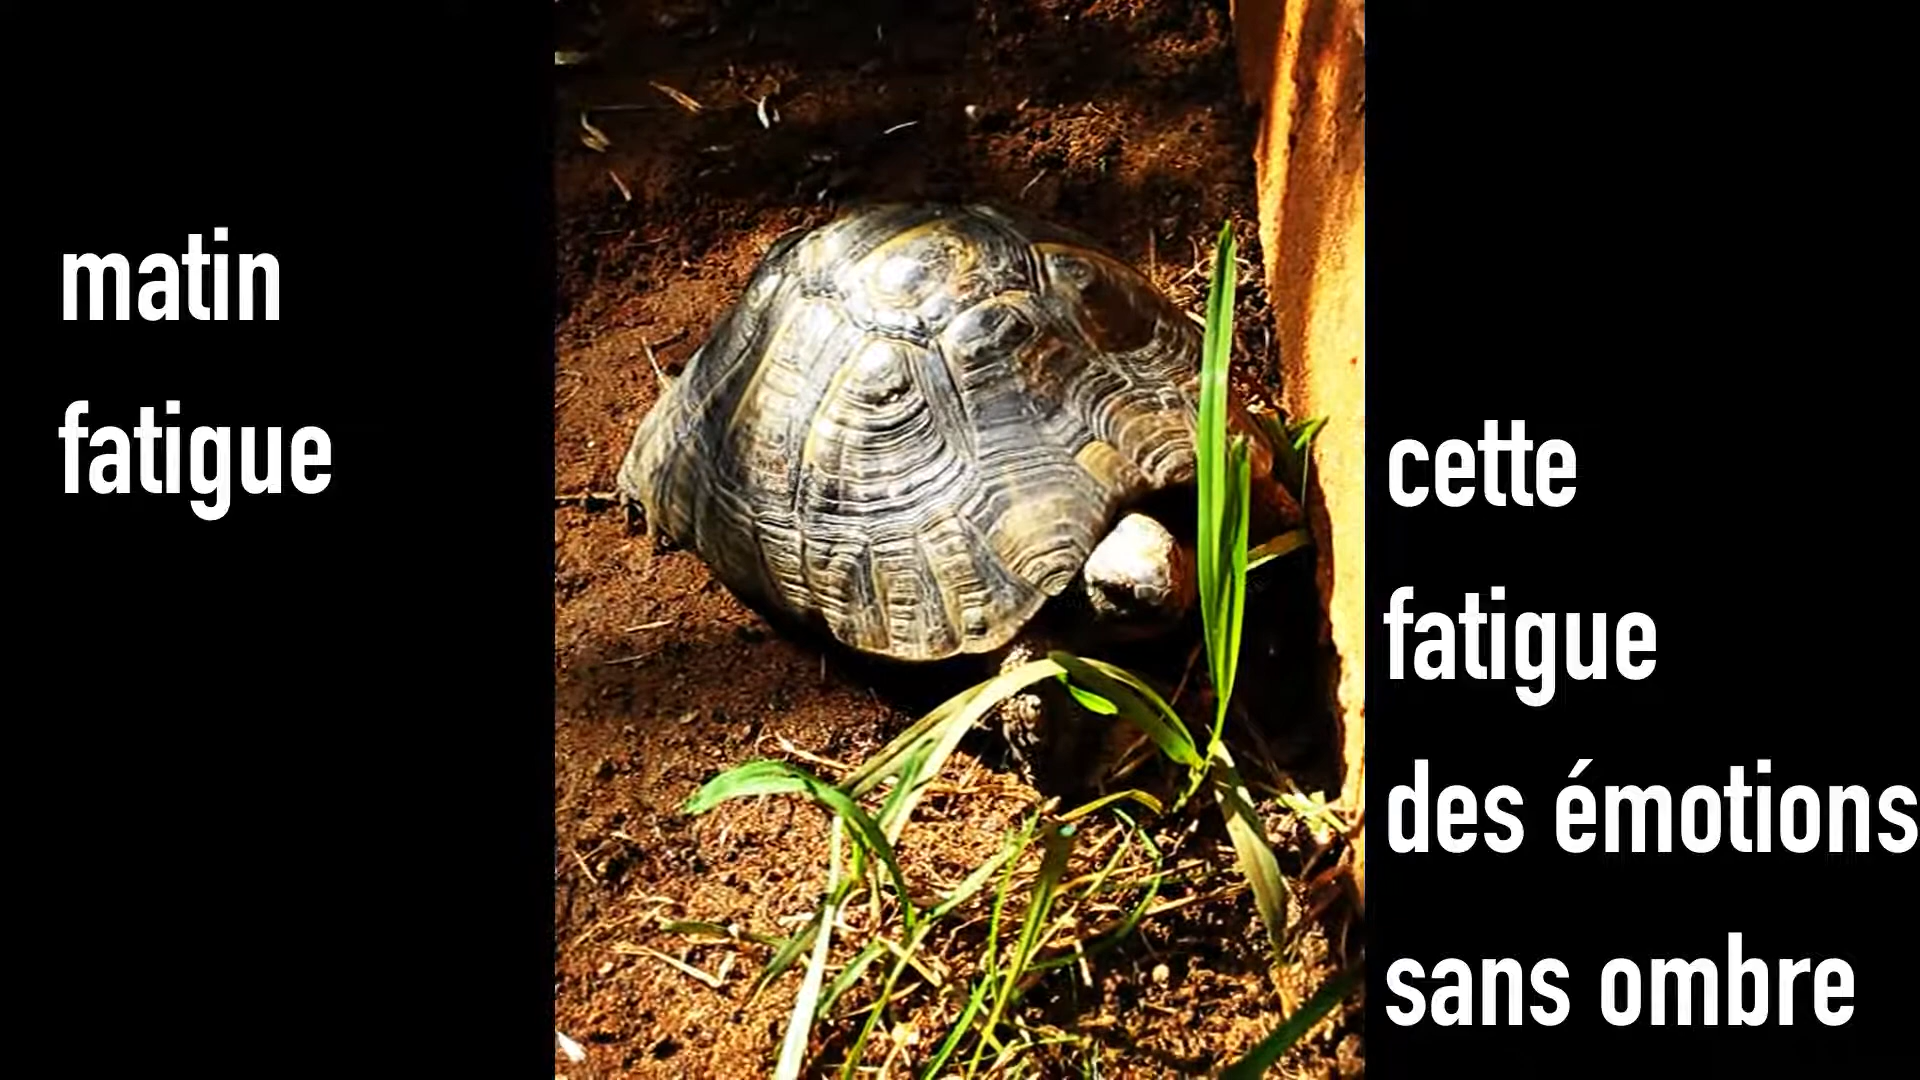 matin
fatigue
cette
fatigue
des émotions
sans ombre